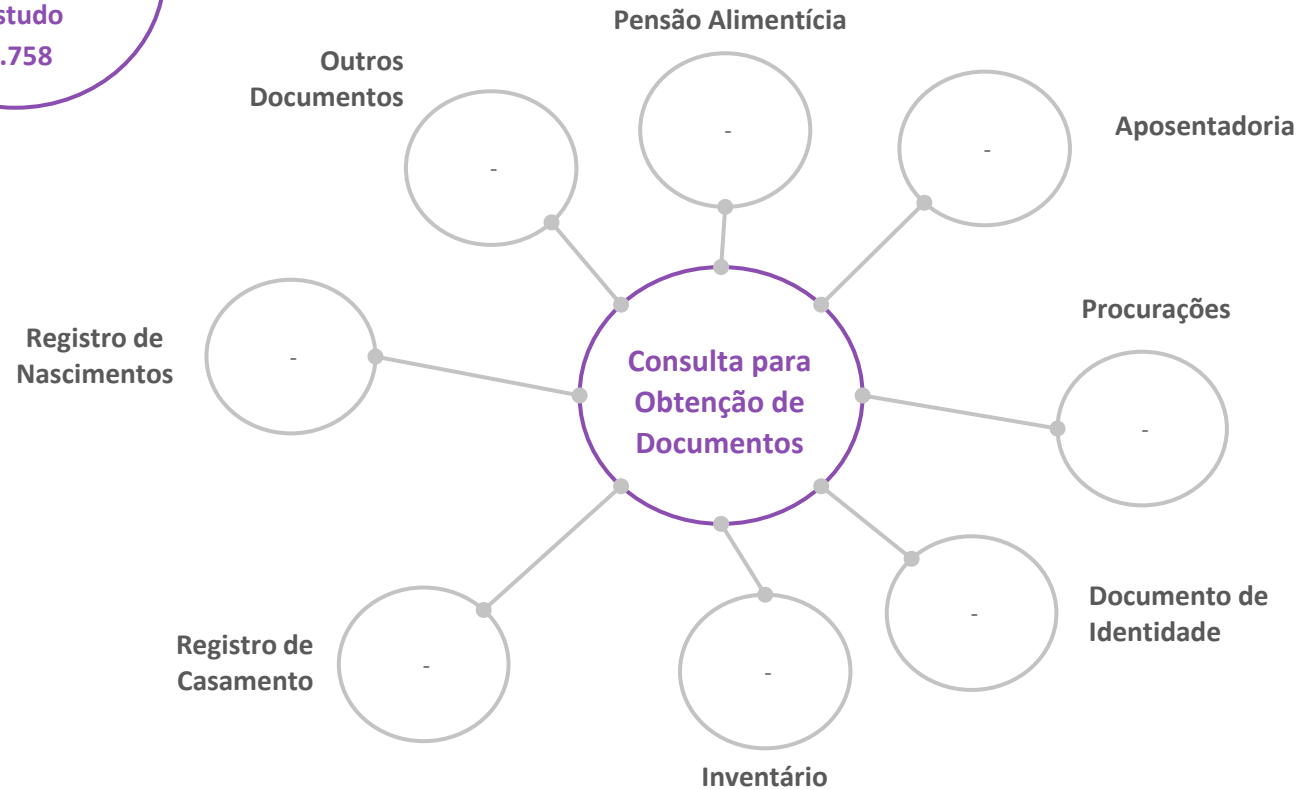 .758
Pensão Alimentícia
-
Outros
Documentos
-
Aposentadoria
-
Registro de
Nascimentos
-
Consulta para
Obtenção de
Documentos
Procurações
-
Documento de
Identidade
-
Registro de
Casamento
-
Inventário
-